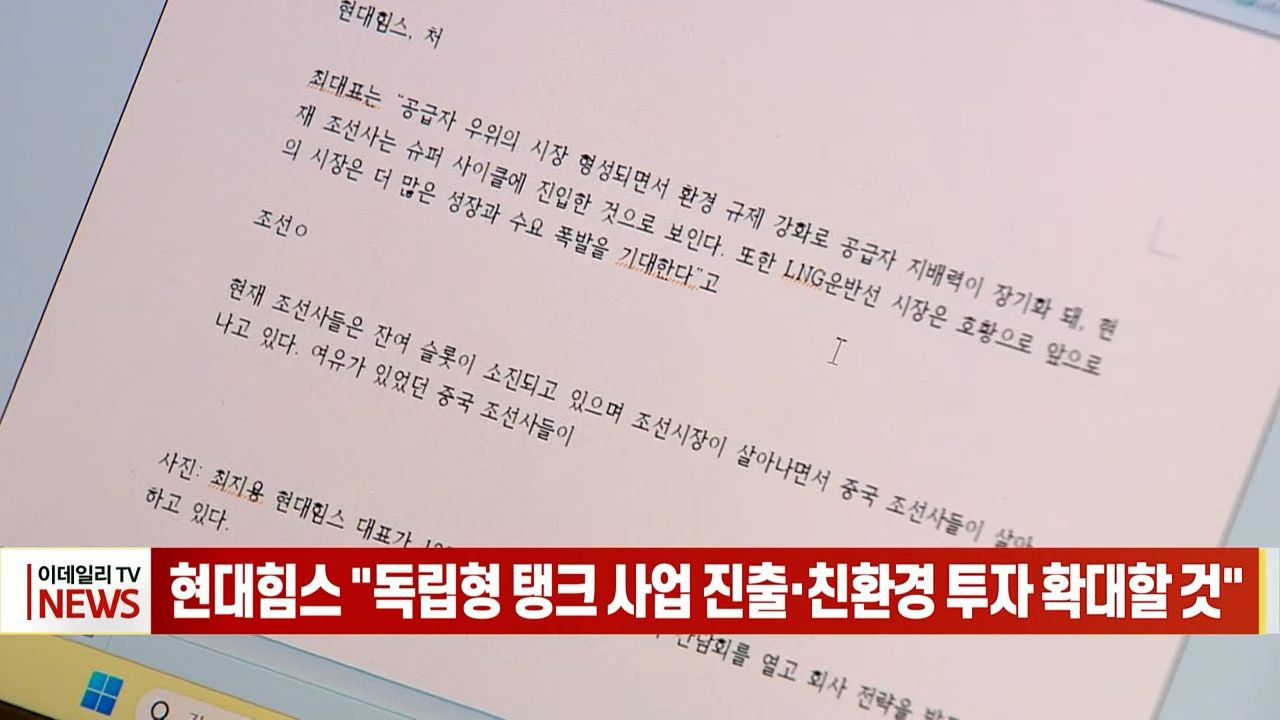 현대힘스, 처
최대표는 "공급자 우위의 시장 형성되면서 환경 규제 강화로 공급자 지배력이 장기화 돼, 현
재 조선사는 슈퍼 사이클에 진입한 것으로 보인다. 또한 LNG운반선 시장은 호황으로 앞으로
의 시장은 더 많은 성장과 수요 폭발을 기대한다"고
조선ㅇ
현재 조선사들은 잔여 슬롯이 소진되고 있으며 조선시장이 살아나면서 중국 조선사들이 살아
나고 있다. 여유가 있었던 중국 조선사들이
사진: 최지용 현대힘스 대표가
하고 있다.
이데일리 TV
NEWS
현대힘스 "독립형 탱크 사업 진출·친환경 투자 확대할 것"
간담회를 열고 회사 전략을